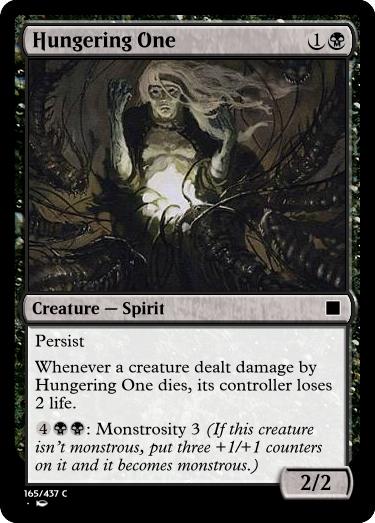 Hungering One 1
Creature — Spirit
Persist
Whenever a creature dealt damage by
Hungering One dies, its controller loses
2 life.
4: Monstrosity 3 (If this creature
isn't monstrous, put three +1/+1 counters
on it and it becomes monstrous.)
2/2
165/437 C